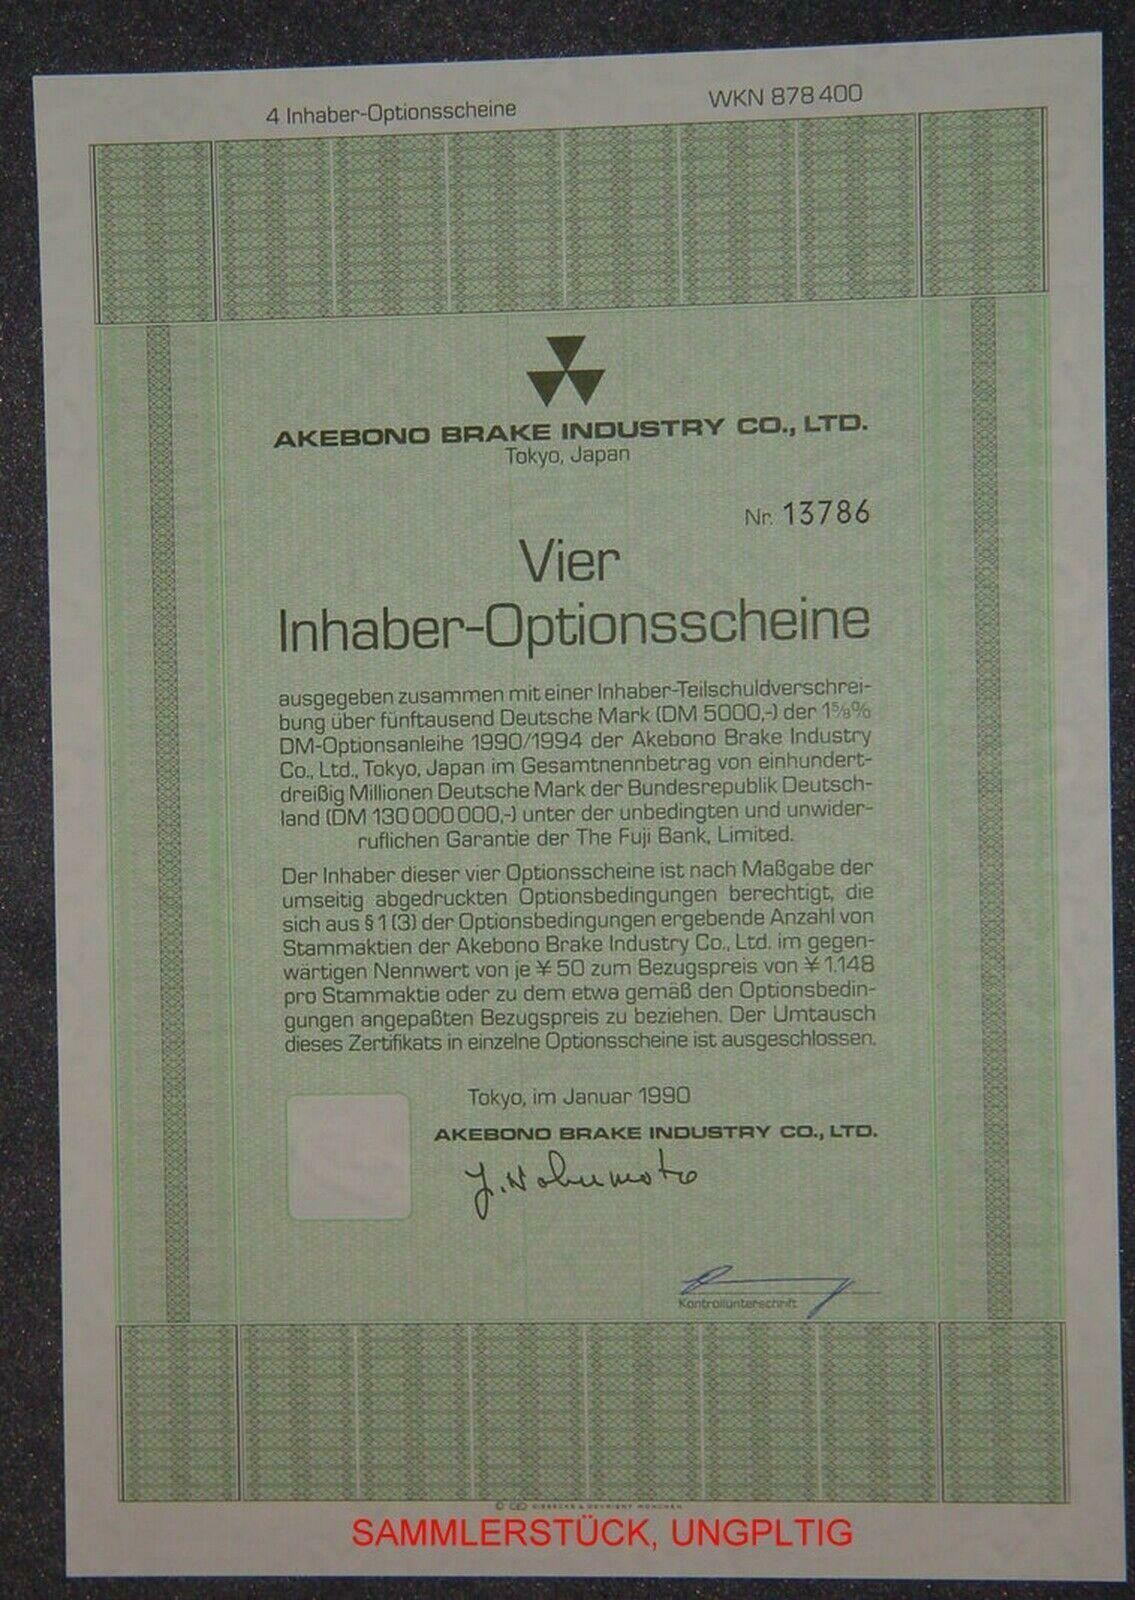 4 Inhaber-Optionsscheine
WKN 878 400
AKEBONO BRAKE INDUSTRY CO., LTD.
Tokyo, Japan
Nr. 13786
Vier
Inhaber-Optionsscheine
ausgegeben zusammen mit einer Inhaber-Teilschuldverschrei-
bung über fünftausend Deutsche Mark (DM 5000,-) der 1⅝%
DM-Optionsanleihe 1990/1994 der Akebono Brake Industry
Co., Ltd., Tokyo, Japan im Gesamtnennbetrag von einhundert-
dreißig Millionen Deutsche Mark der Bundesrepublik Deutsch-
land (DM 130 000 000,-) unter der unbedingten und unwider-
ruflichen Garantie der The Fuji Bank, Limited.
Der Inhaber dieser vier Optionsscheine ist nach Maßgabe der
umseitig abgedruckten Optionsbedingungen berechtigt, die
sich aus § 1 (3) der Optionsbedingungen ergebende Anzahl von
Stammaktien der Akebono Brake Industry Co., Ltd. im gegen-
wärtigen Nennwert von je ¥ 50 zum Bezugspreis von ¥ 1.148
pro Stammaktie oder zu dem etwa gemäß den Optionsbedin-
gungen angepaßten Bezugspreis zu beziehen. Der Umtausch
dieses Zertifikats in einzelne Optionsscheine ist ausgeschlossen.
Tokyo, im Januar 1990
AKEBONO BRAKE INDUSTRY CO., LTD.
Y. Nobumoto
Kontrollunterschrift
GIESECKE & DEVRIENT MÜNCHEN
SAMMLERSTÜCK, UNGPLTIG